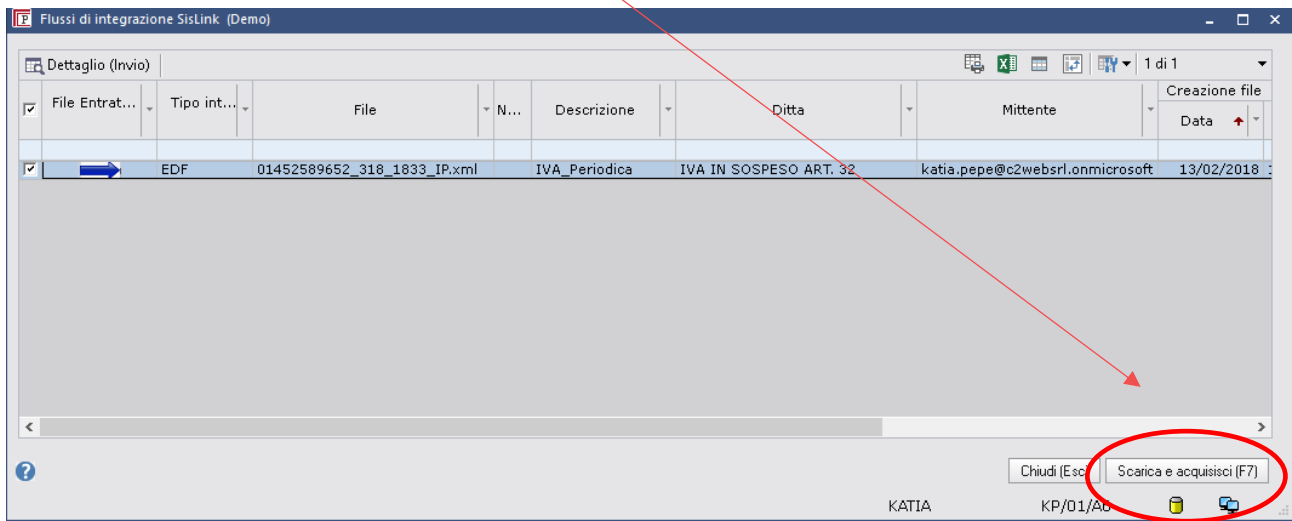 Flussi di integrazione SisLink (Demo)
Dettaglio (Invio)
1 di 1
File Entrat... Tipo int... File N... Descrizione Ditta Mittente Creazione file
Data
EDF 01452589652_318_1833_IP.xml IVA_Periodica IVA IN SOSPESO ART. 32 katia.pepe@c2websrl.onmicrosoft 13/02/2018
Chiudi (Esc) Scarica e acquisisci (F7)
KATIA KP/01/A0